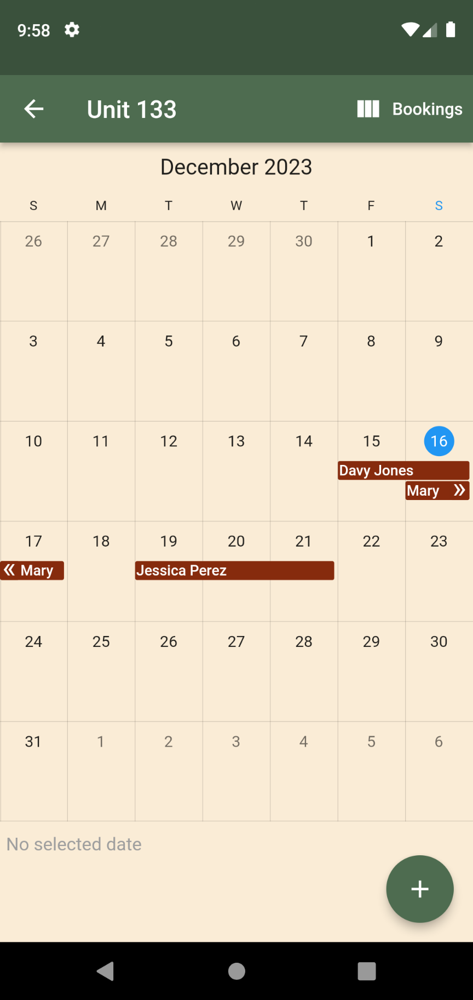 9:58
Unit 133 Bookings
December 2023
S M T W T F S
26 27 28 29 30 1 2
3 4 5 6 7 8 9
10 11 12 13 14 15 16
Davy Jones
Mary »
17 18 19 20 21 22 23
« Mary Jessica Perez
24 25 26 27 28 29 30
31 1 2 3 4 5 6
No selected date
+